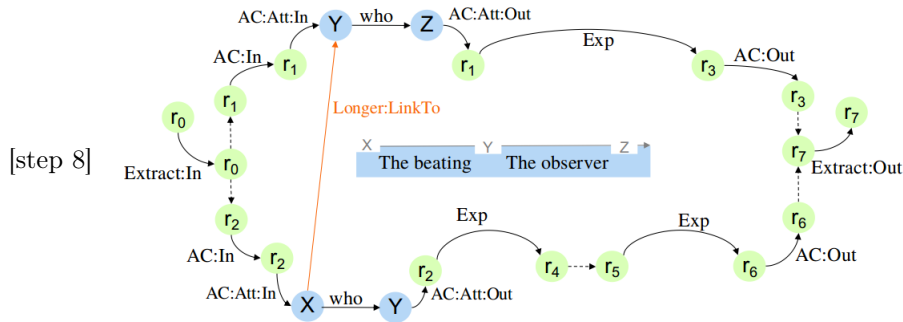 AC:Att:In Y who Z AC:Att:Out
r1 r1 Exp r3 AC:Out
AC:In
r1 r3
r0 Longer:LinkTo r7
[step 8] X The beating Y The observer Z
r0 r7
Extract:In Extract:Out
r2 r6
AC:In Exp Exp AC:Out
r2 r2 r4 r5 r6
AC:Att:In X who Y AC:Att:Out